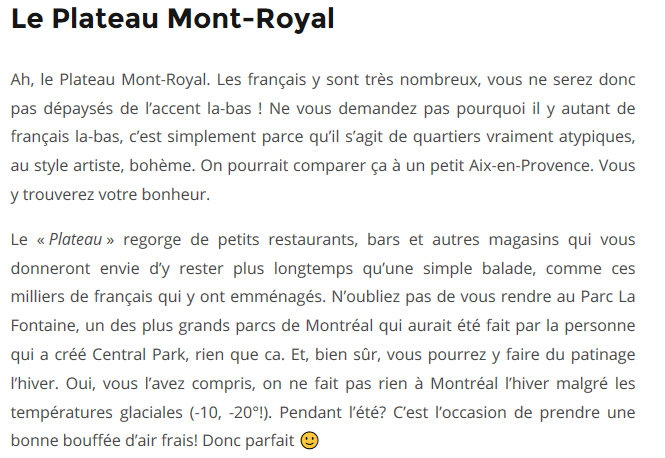 Le Plateau Mont-Royal
Ah, le Plateau Mont-Royal. Les français y sont très nombreux, vous ne serez donc
pas dépaysés de l’accent la-bas ! Ne vous demandez pas pourquoi il y autant de
français la-bas, c’est simplement parce qu’il s’agit de quartiers vraiment atypiques,
au style artiste, bohème. On pourrait comparer ça à un petit Aix-en-Provence. Vous
y trouverez votre bonheur.
Le « Plateau » regorge de petits restaurants, bars et autres magasins qui vous
donneront envie d’y rester plus longtemps qu’une simple balade, comme ces
milliers de français qui y ont emménagés. N’oubliez pas de vous rendre au Parc La
Fontaine, un des plus grands parcs de Montréal qui aurait été fait par la personne
qui a créé Central Park, rien que ca. Et, bien sûr, vous pourrez y faire du patinage
l’hiver. Oui, vous l’avez compris, on ne fait pas rien à Montréal l’hiver malgré les
températures glaciales (-10, -20°!). Pendant l’été? C’est l’occasion de prendre une
bonne bouffée d’air frais! Donc parfait 🙂